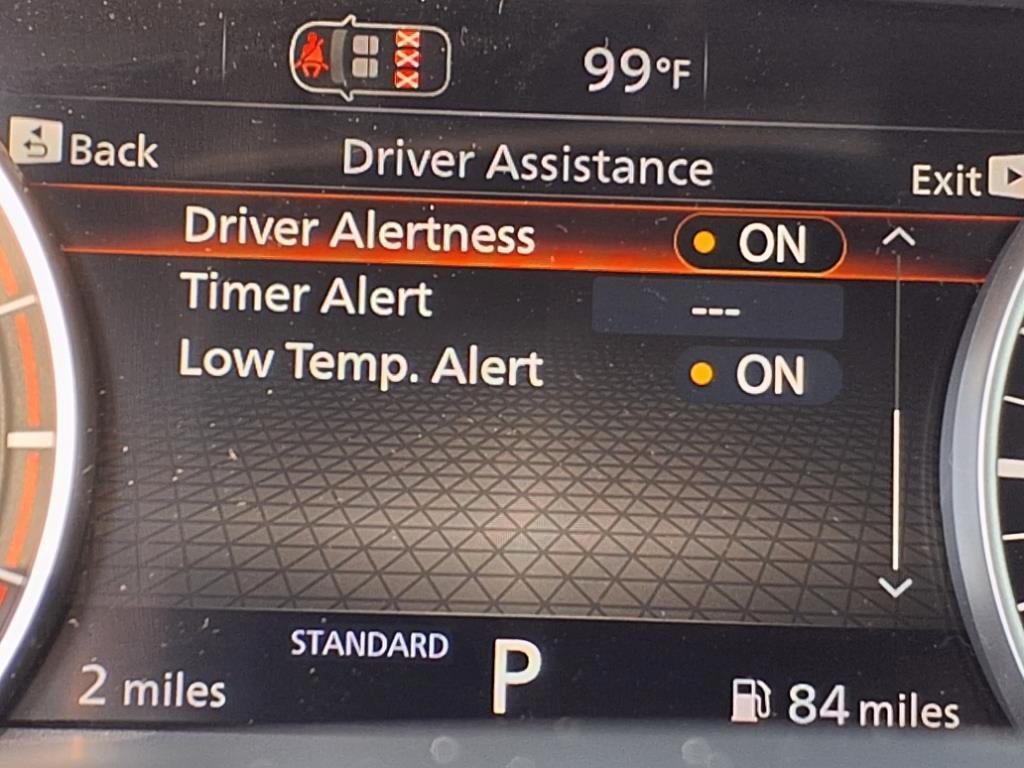 99°F
Back
Driver Assistance
Exit
Driver Alertness ON
Timer Alert ---
Low Temp. Alert ON
STANDARD
P
2 miles
84 miles